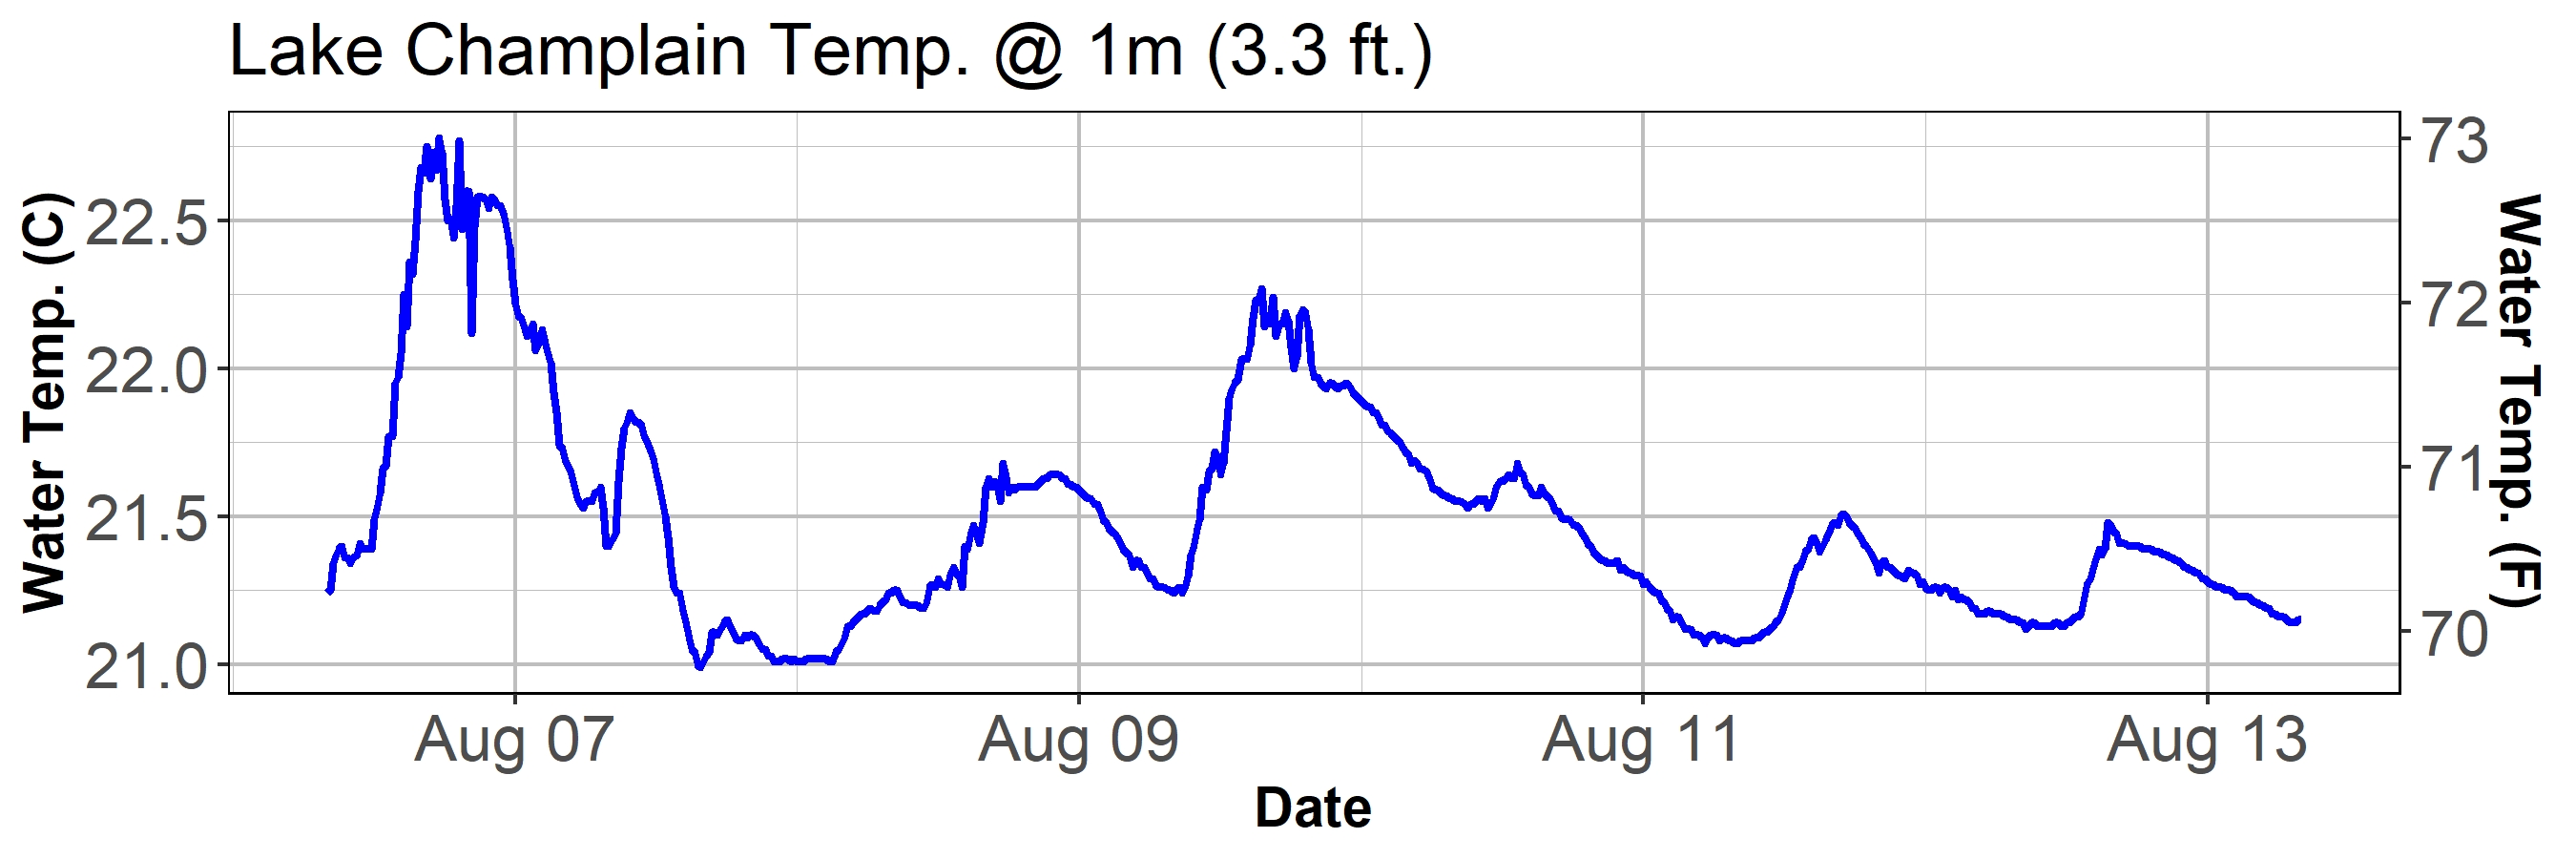 Lake Champlain Temp. @ 1m (3.3 ft.)
Water Temp. (C)
22.5
22.0
21.5
21.0
73
72
71
70
Water Temp. (F)
Aug 07
Aug 09
Aug 11
Aug 13
Date